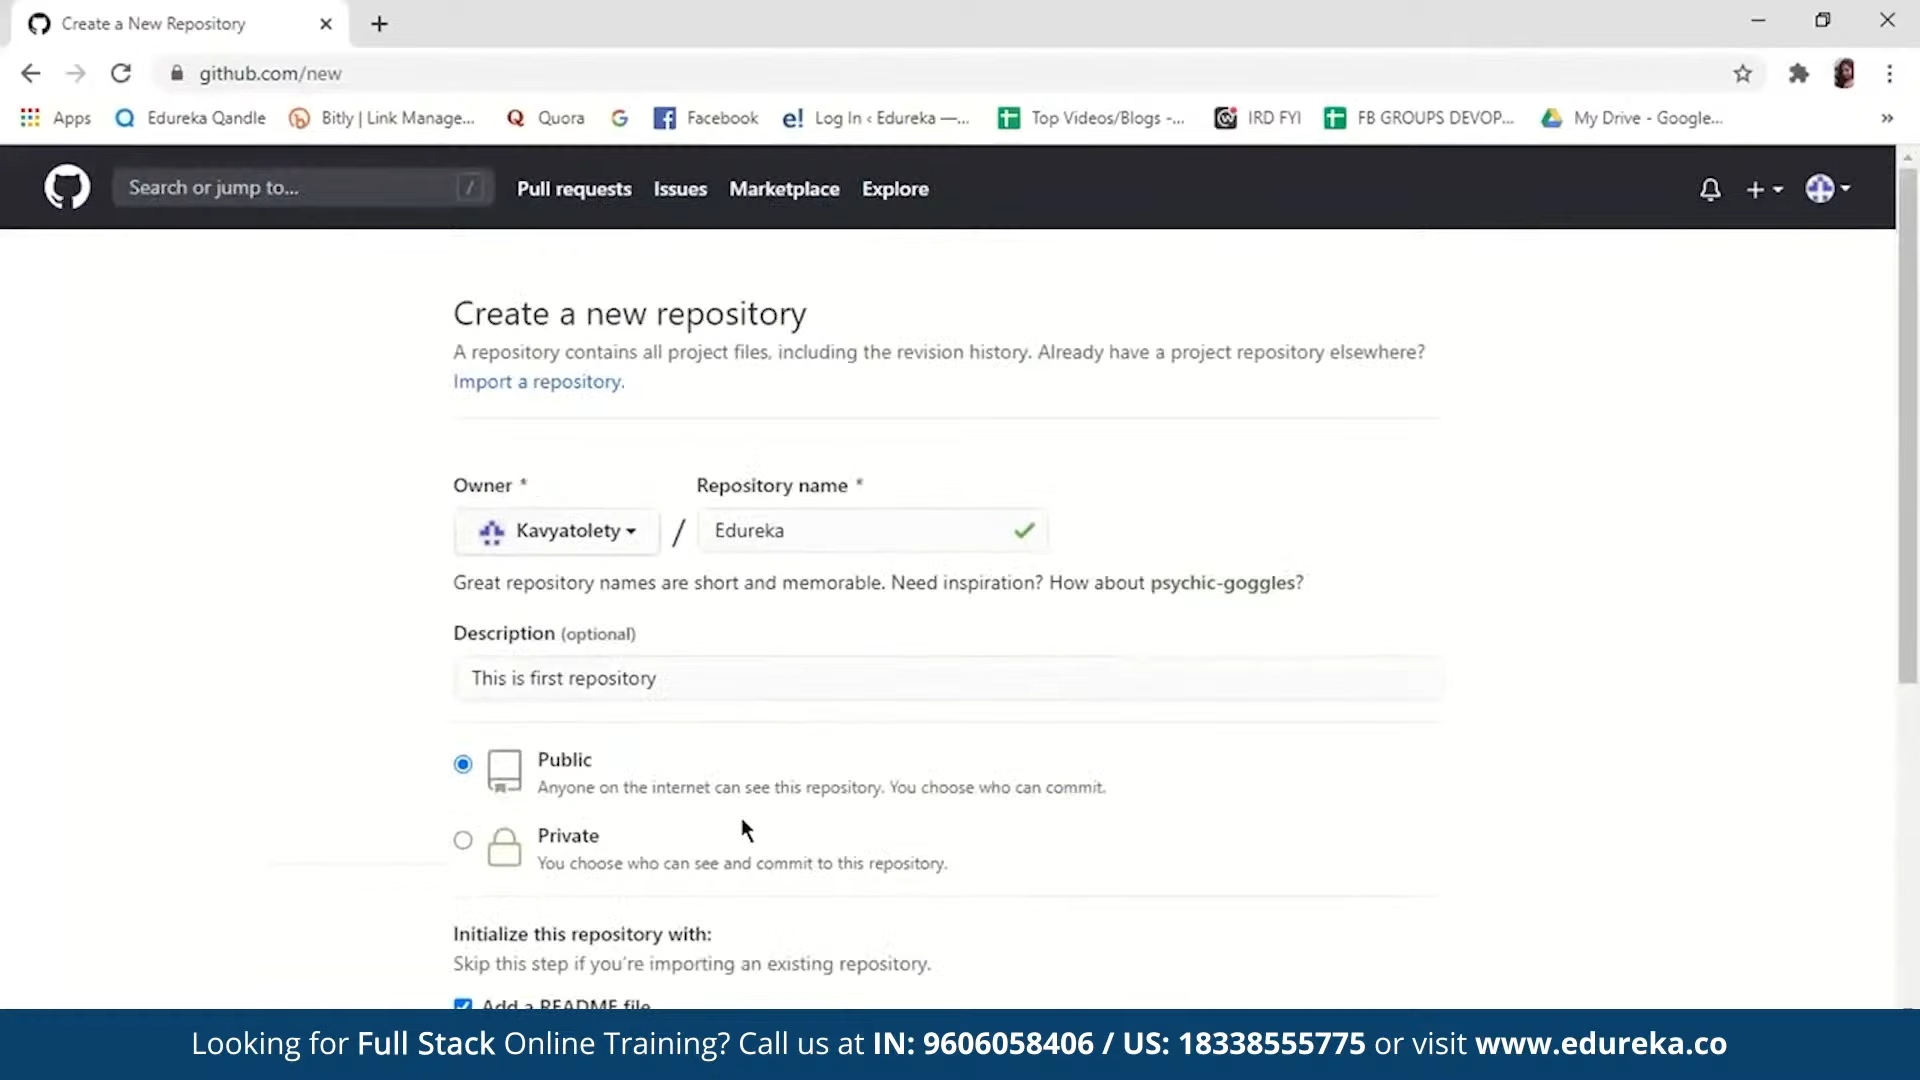 Create a New Repository
github.com/new
Apps Edureka Qandle Bitly | Link Manage... Quora Facebook Log In ‹ Edureka —... Top Videos/Blogs -... IRD FYI FB GROUPS DEVOP... My Drive - Google... »
Search or jump to... / Pull requests Issues Marketplace Explore
Create a new repository
A repository contains all project files, including the revision history. Already have a project repository elsewhere?
Import a repository.
Owner * Repository name *
Kavyatolety / Edureka
Great repository names are short and memorable. Need inspiration? How about psychic-goggles?
Description (optional)
This is first repository
Public
Anyone on the internet can see this repository. You choose who can commit.
Private
You choose who can see and commit to this repository.
Initialize this repository with:
Skip this step if you're importing an existing repository.
Add a README file
Looking for Full Stack Online Training? Call us at IN: 9606058406 / US: 18338555775 or visit www.edureka.co